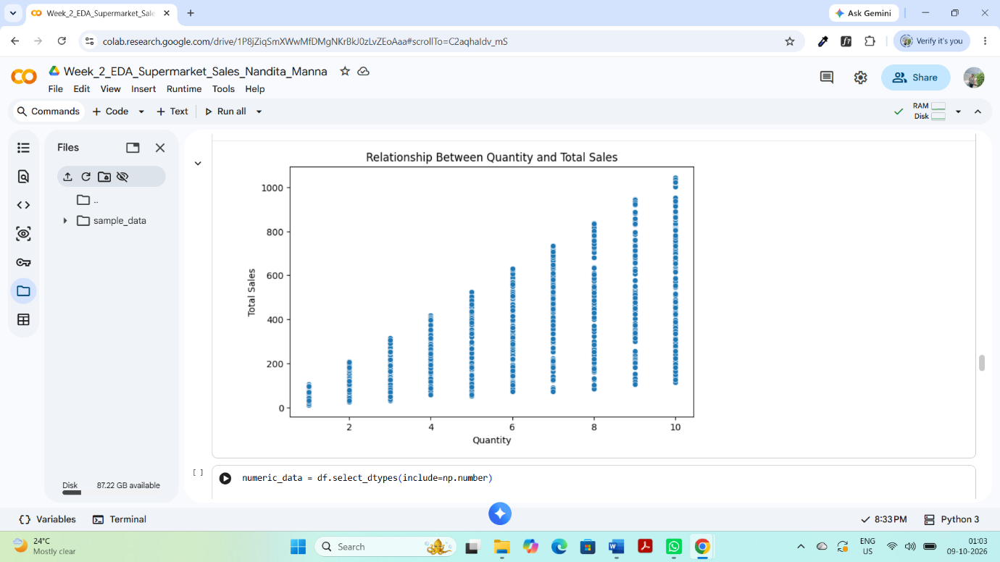 Week_2_EDA_Supermarket_Sale
Ask Gemini
colab.research.google.com/drive/1P8jZiqSmXWwMfDMgNKrBkJ0zLvZEoAaa#scrollTo=C2aqhaIdv_mS
Verify it's you
Week_2_EDA_Supermarket_Sales_Nandita_Manna
File Edit View Insert Runtime Tools Help
Share
Commands + Code + Text Run all
RAM
Disk
Files
..
sample_data
Disk 87.22 GB available
Relationship Between Quantity and Total Sales
1000
800
600
400
200
0
Total Sales
2 4 6 8 10
Quantity
[ ] numeric_data = df.select_dtypes(include=np.number)
Variables Terminal
8:33 PM Python 3
24°C
Mostly clear
Search
ENG
US
01:03
09-10-2026